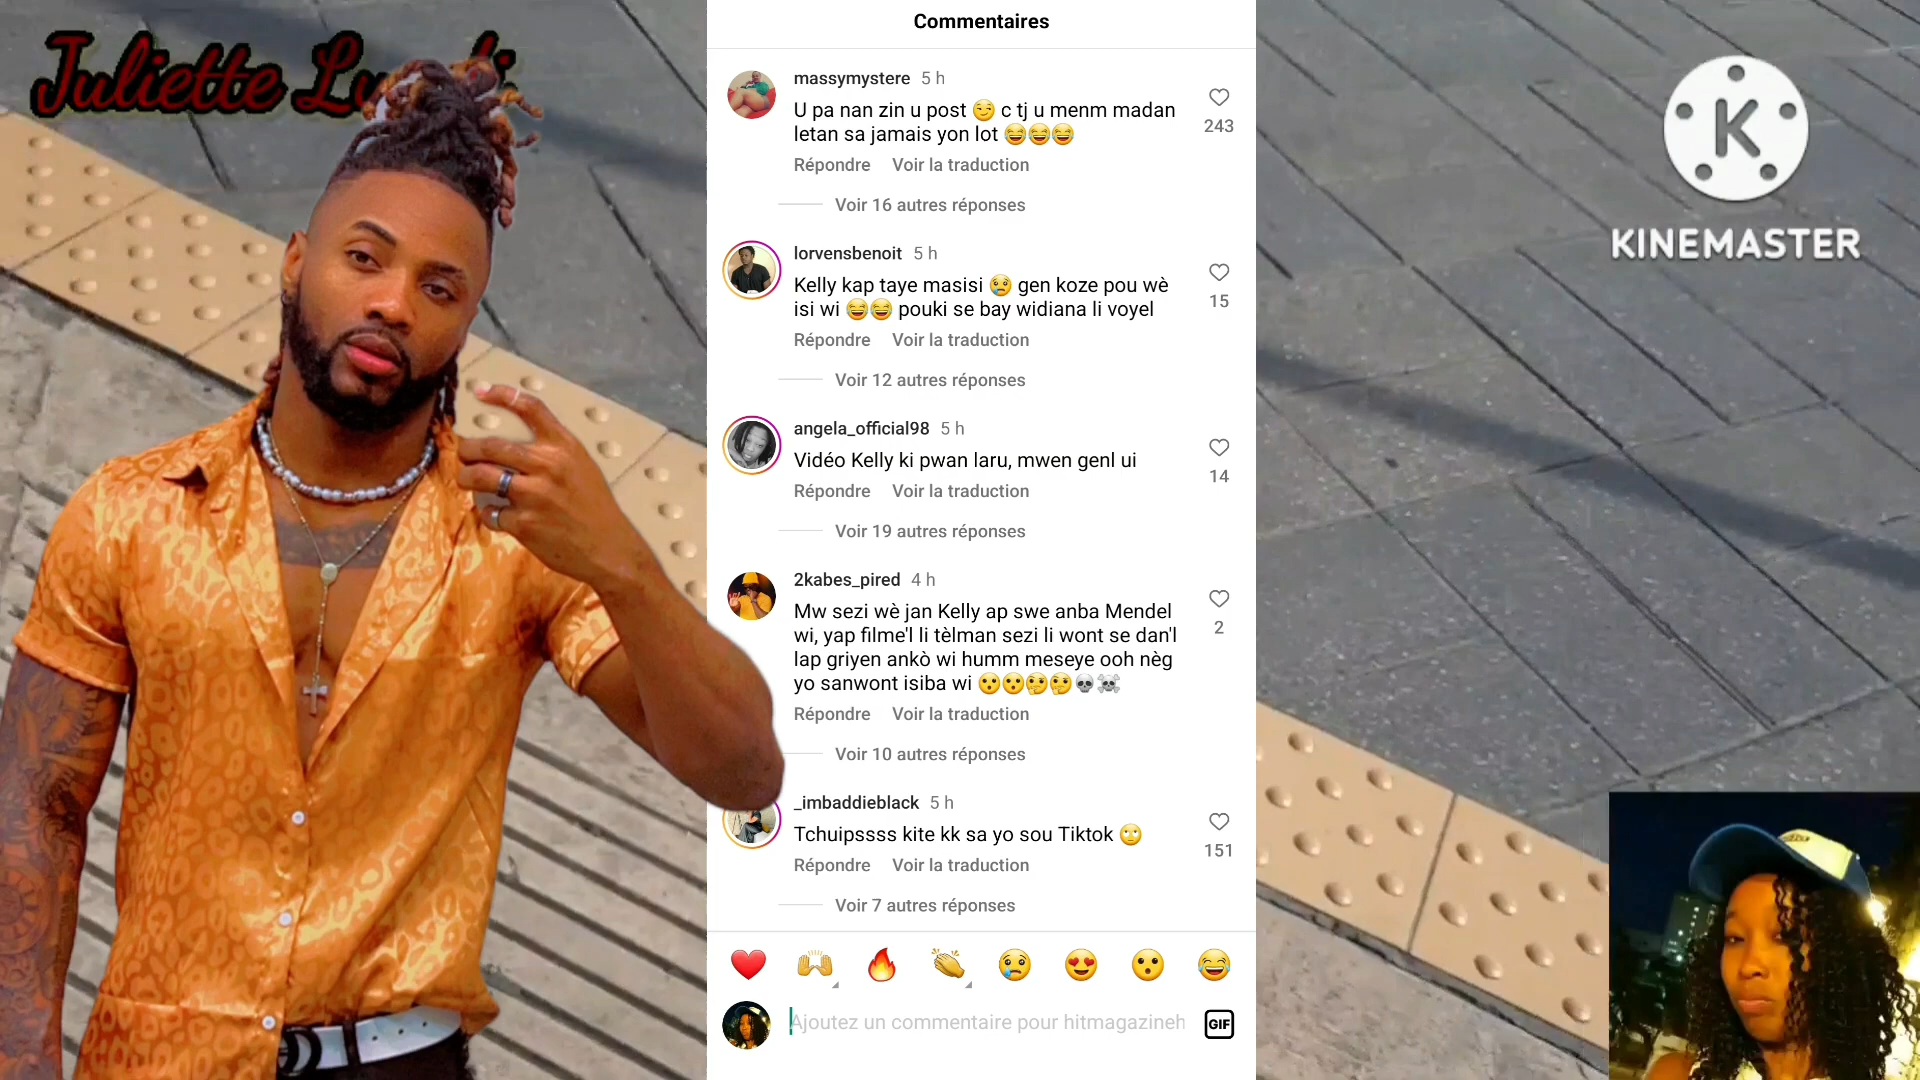 Juliette
Commentaires
massymystere 5 h
U pa nan zin u post 😏 c tj u menm madan
letan sa jamais yon lot 😂😂😂
243
Répondre Voir la traduction
Voir 16 autres réponses
lorvensbenoit 5 h
Kelly kap taye masisi 😢 gen koze pou wè
isi wi 😂😂 pouki se bay widiana li voyel
15
Répondre Voir la traduction
Voir 12 autres réponses
angela_official98 5 h
Vidéo Kelly ki pwan laru, mwen genl ui
14
Répondre Voir la traduction
Voir 19 autres réponses
2kabes_pired 4 h
Mw sezi wè jan Kelly ap swe anba Mendel
wi, yap filme'l li tèlman sezi li wont se dan'l
lap griyen ankò wi humm meseye ooh nèg
yo sanwont isiba wi 😮😮🤔🤔💀☠️
2
Répondre Voir la traduction
Voir 10 autres réponses
_imbaddieblack 5 h
Tchuipssss kite kk sa yo sou Tiktok 🙄
151
Répondre Voir la traduction
Voir 7 autres réponses
Ajoutez un commentaire pour hitmagazineh
GIF
K
KINEMASTER